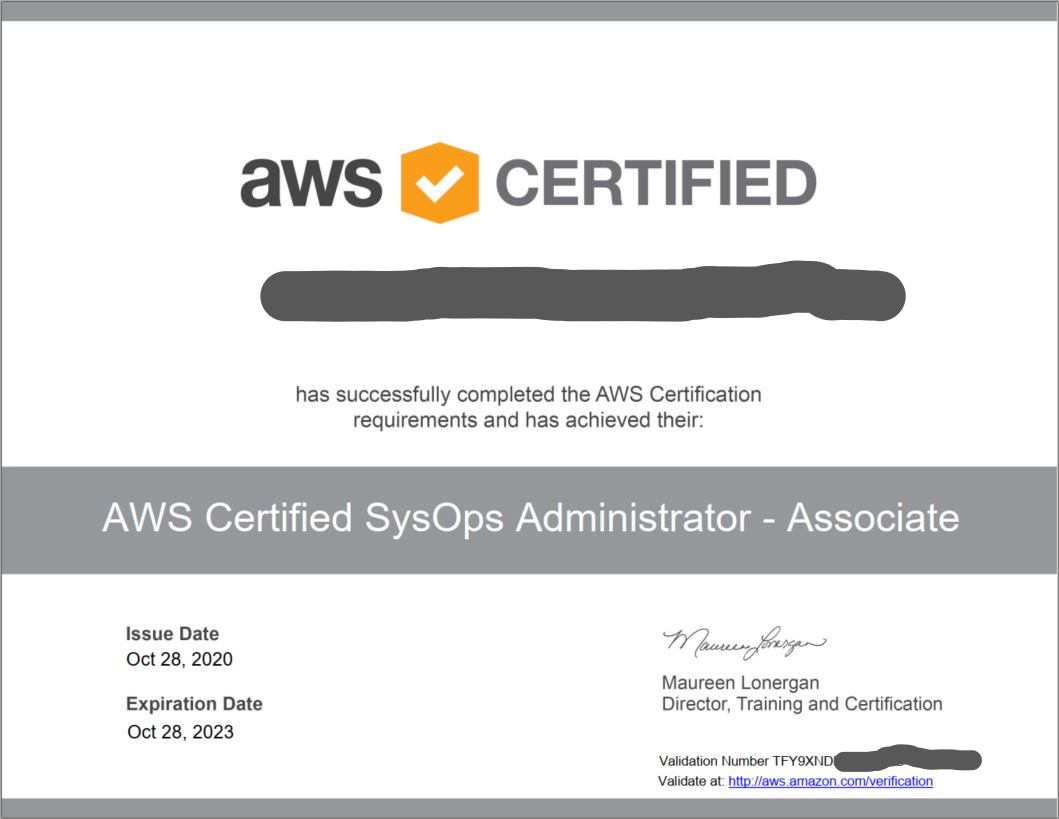 aws CERTIFIED
has successfully completed the AWS Certification
requirements and has achieved their:
AWS Certified SysOps Administrator - Associate
Issue Date
Oct 28, 2020
Expiration Date
Oct 28, 2023
Maureen Lonergan
Maureen Lonergan
Director, Training and Certification
Validation Number TFY9XND
Validate at: http://aws.amazon.com/verification